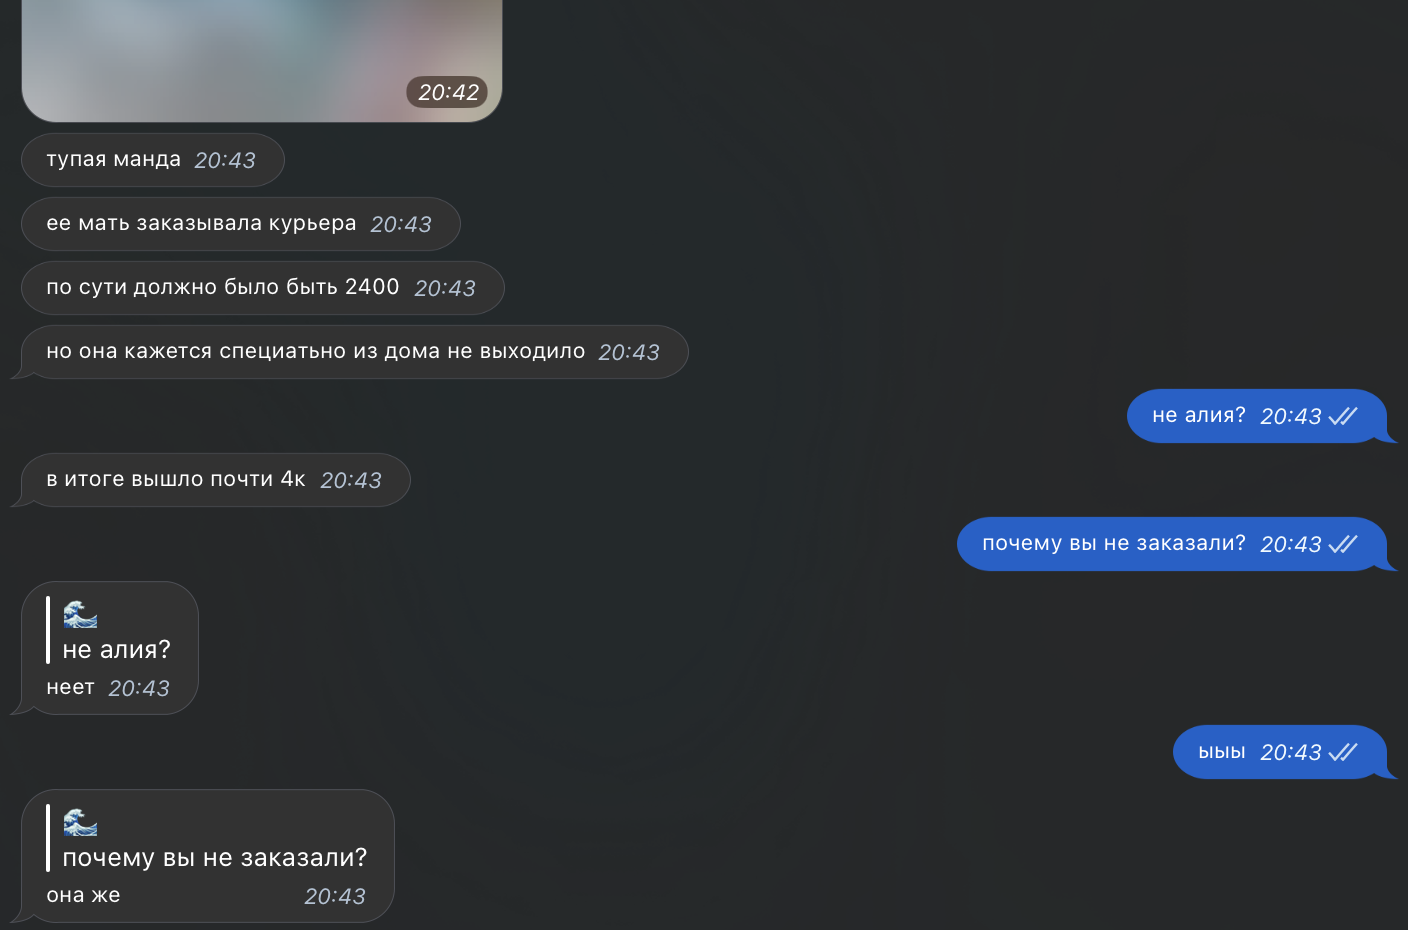 20:42
тупая манда 20:43
ее мать заказывала курьера 20:43
по сути должно было быть 2400 20:43
но она кажется специатьно из дома не выходило 20:43
не алия? 20:43
в итоге вышло почти 4к 20:43
почему вы не заказали? 20:43
🌊
не алия?
неет 20:43
ыыы 20:43
🌊
почему вы не заказали?
она же 20:43